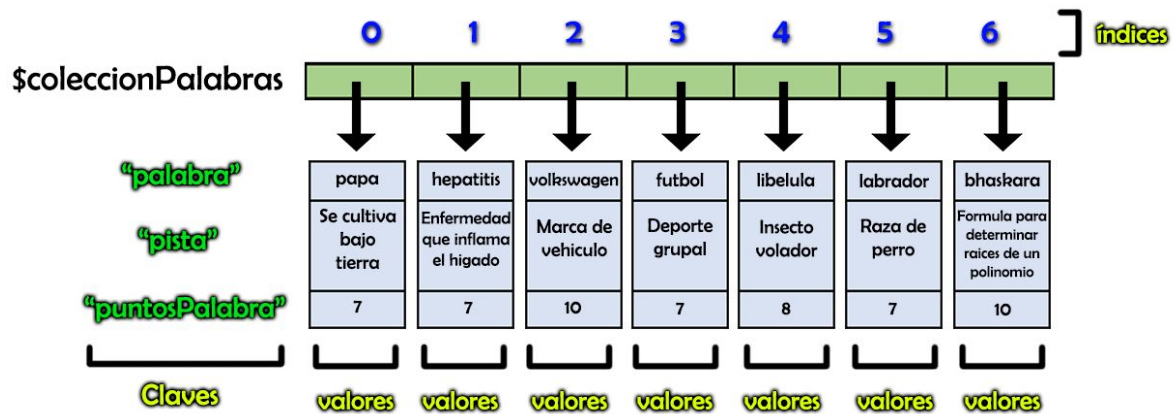 0 1 2 3 4 5 6 índices
$coleccionPalabras
“palabra” papa hepatitis volkswagen futbol libelula labrador bhaskara
“pista”
Se cultiva
bajo
tierra
Enfermedad
que inflama
el higado
Marca de
vehiculo
Deporte
grupal
Insecto
volador
Raza de
perro
Formula para
determinar
raices de un
polinomio
“puntosPalabra” 7 7 10 7 8 7 10
Claves valores valores valores valores valores valores valores